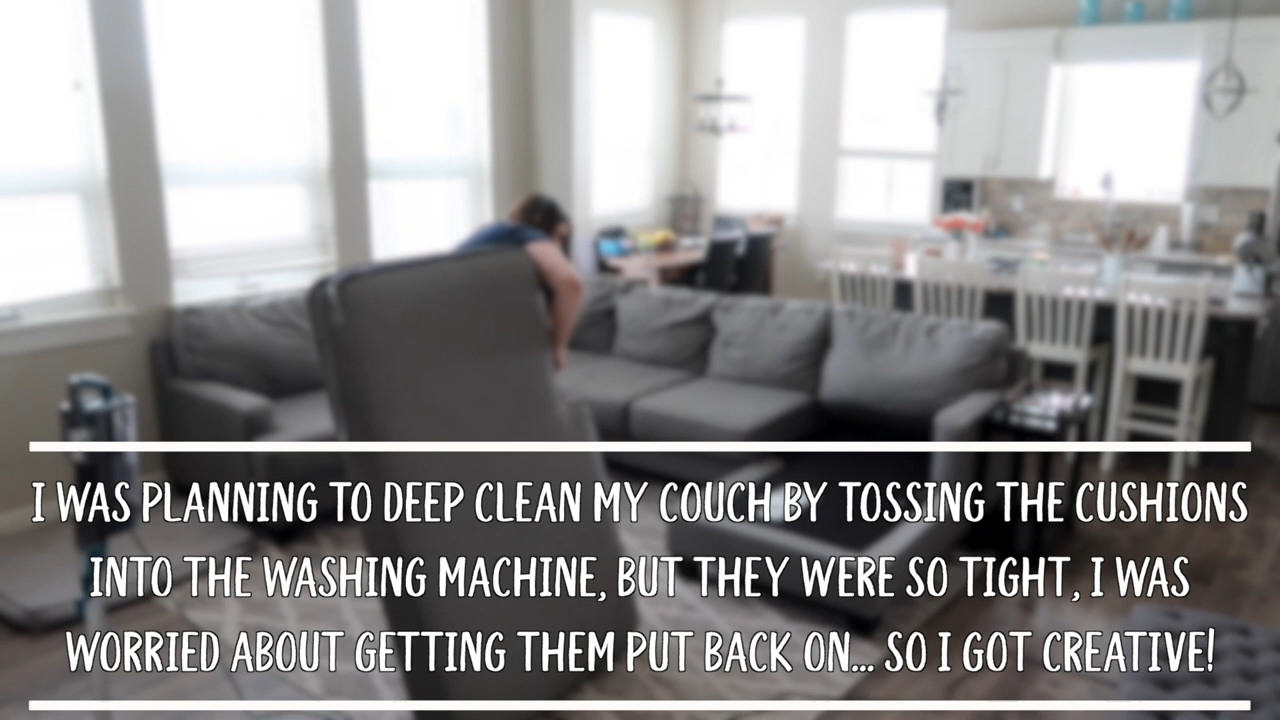 I WAS PLANNING TO DEEP CLEAN MY COUCH BY TOSSING THE CUSHIONS
INTO THE WASHING MACHINE, BUT THEY WERE SO TIGHT, I WAS
WORRIED ABOUT GETTING THEM PUT BACK ON... SO I GOT CREATIVE!